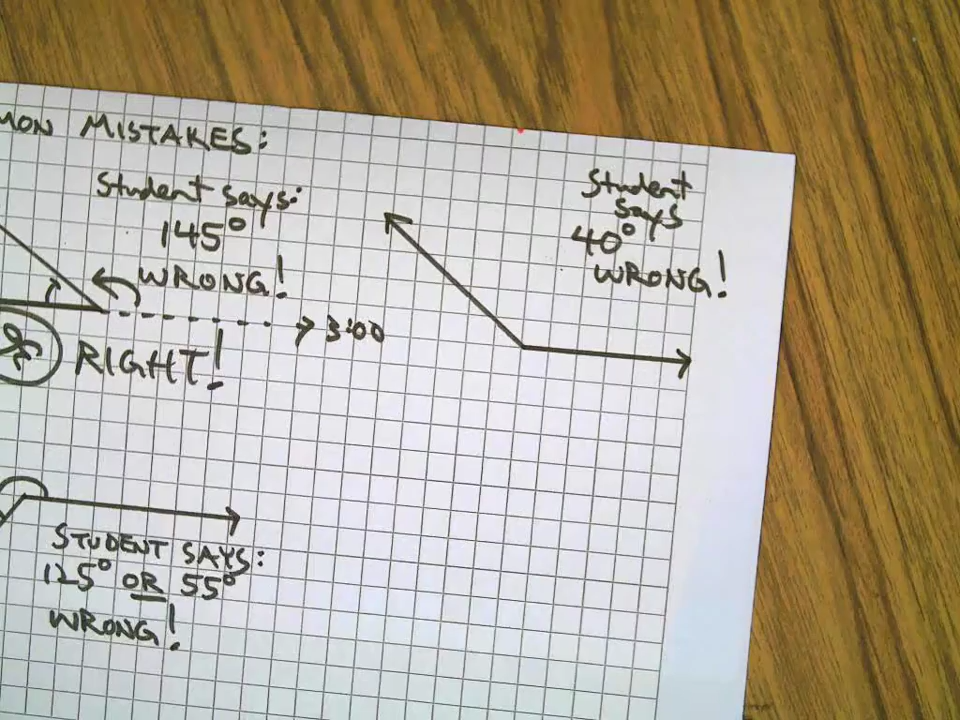 MON MISTAKES:
Student says:
145°
WRONG!
3:00
RIGHT!
Student
says
40°
WRONG!
STUDENT SAYS:
125° OR 55°
WRONG!